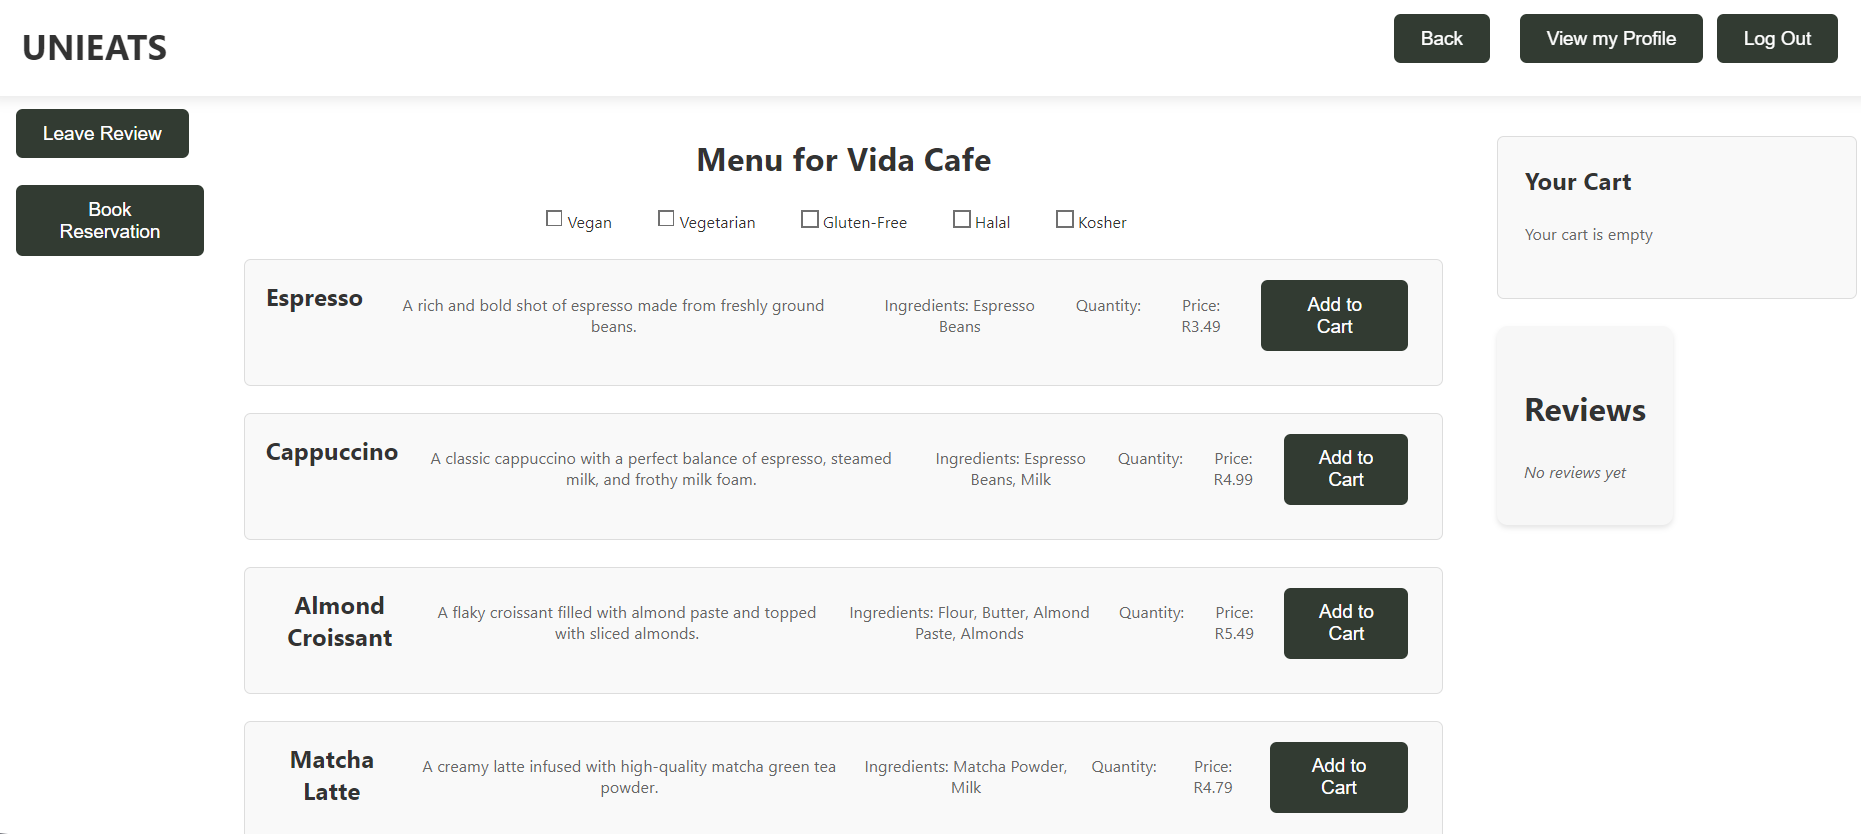 UNIEATS
Back
View my Profile
Log Out
Leave Review
Book
Reservation
Menu for Vida Cafe
Vegan
Vegetarian
Gluten-Free
Halal
Kosher
Espresso
A rich and bold shot of espresso made from freshly ground
beans.
Ingredients: Espresso
Beans
Quantity:
Price:
R3.49
Add to
Cart
Cappuccino
A classic cappuccino with a perfect balance of espresso, steamed
milk, and frothy milk foam.
Ingredients: Espresso
Beans, Milk
Quantity:
Price:
R4.99
Add to
Cart
Almond
Croissant
A flaky croissant filled with almond paste and topped
with sliced almonds.
Ingredients: Flour, Butter, Almond
Paste, Almonds
Quantity:
Price:
R5.49
Add to
Cart
Matcha
Latte
A creamy latte infused with high-quality matcha green tea
powder.
Ingredients: Matcha Powder,
Milk
Quantity:
Price:
R4.79
Add to
Cart
Your Cart
Your cart is empty
Reviews
No reviews yet